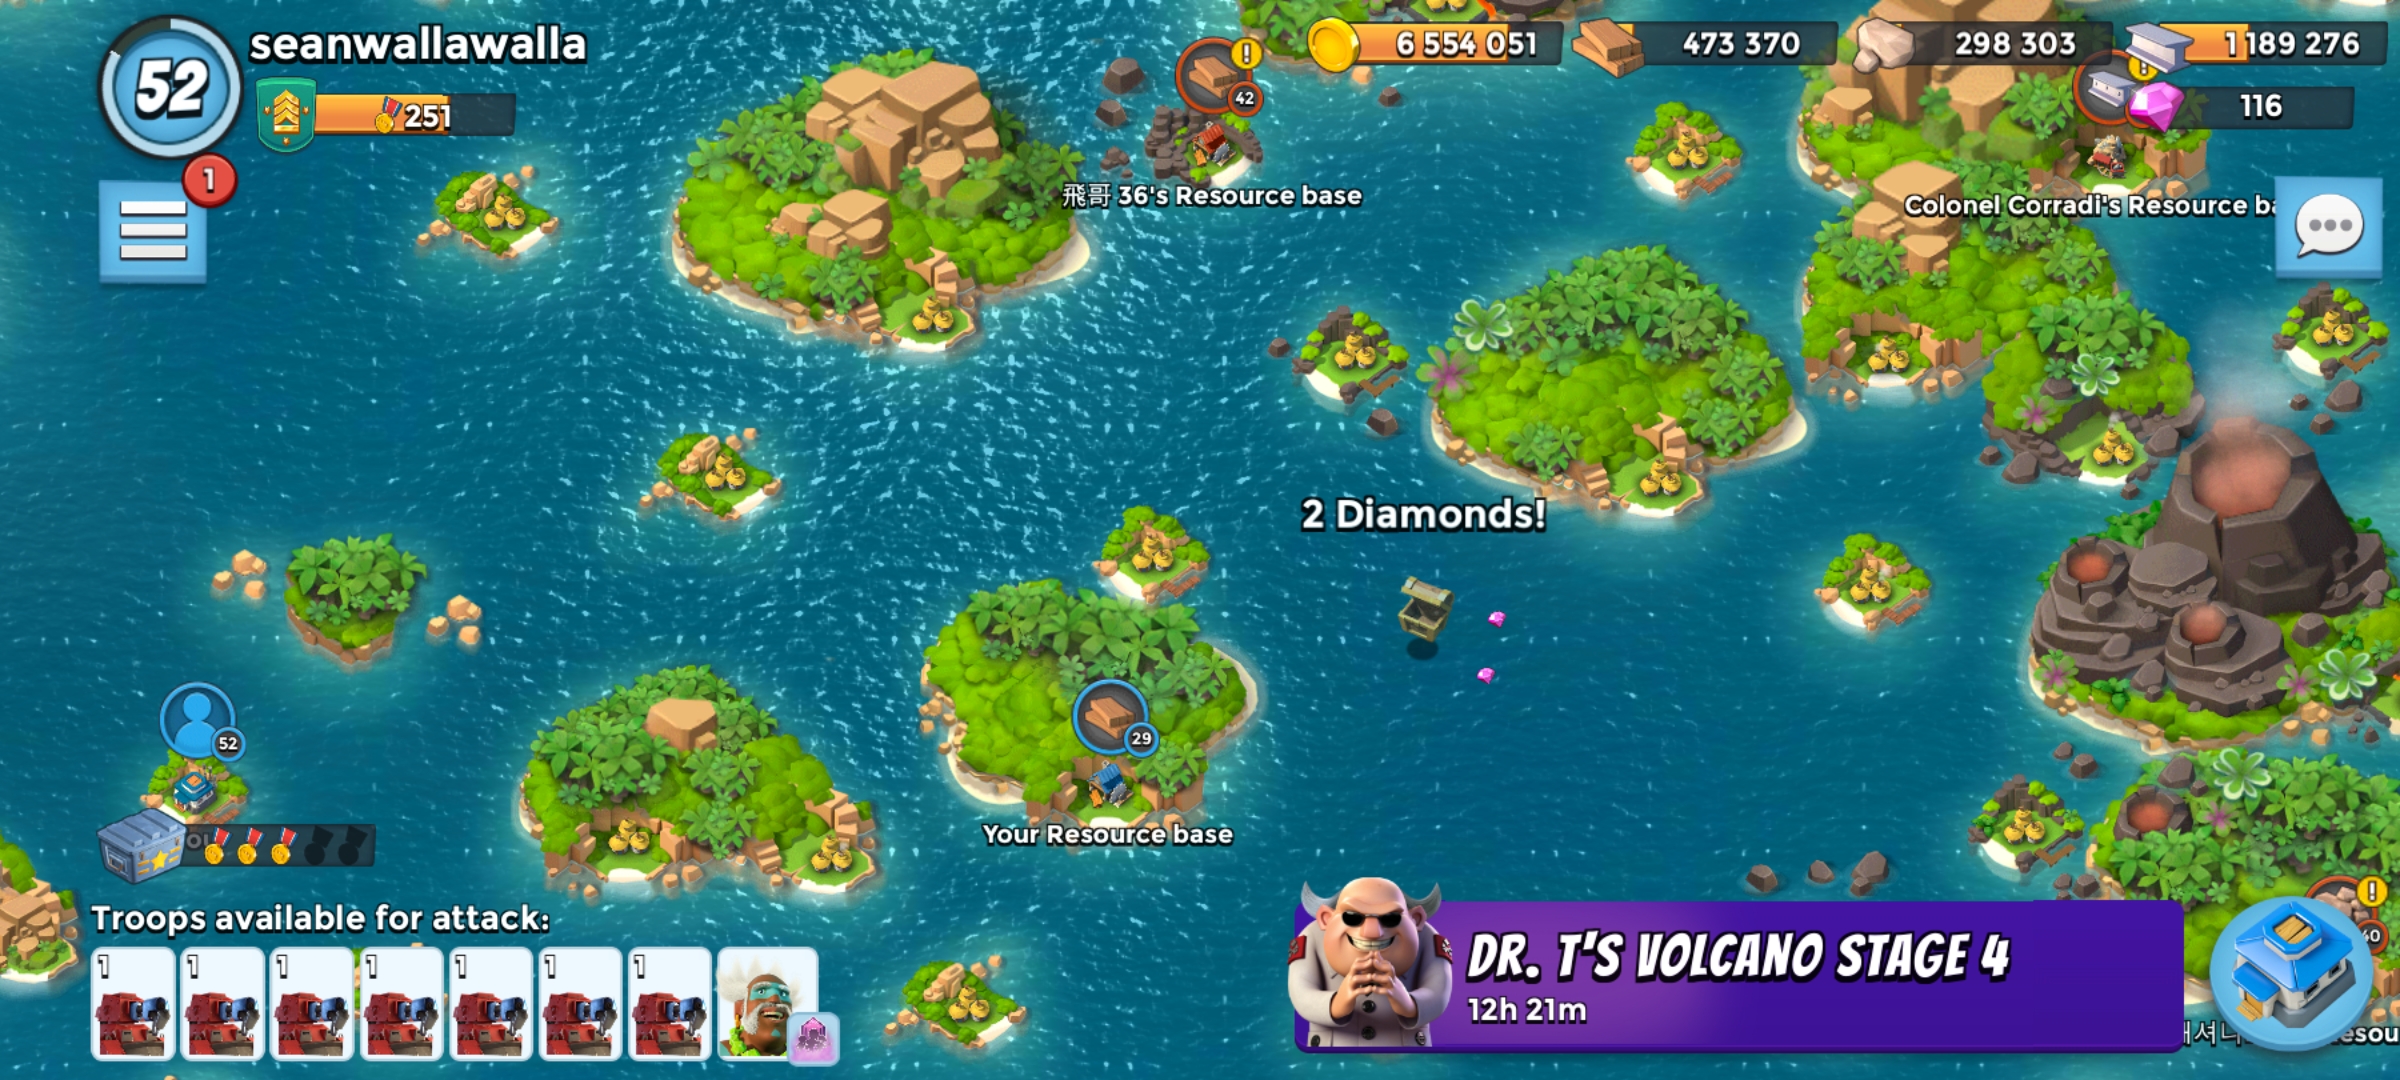 52
seanwallawalla
251
1
6 554 051
473 370
298 303
1 189 276
116
42
飛哥 36's Resource base
Colonel Corradi's Resource ba
2 Diamonds!
52
29
Your Resource base
Troops available for attack:
1 1 1 1 1 1 1
DR. T'S VOLCANO STAGE 4
12h 21m